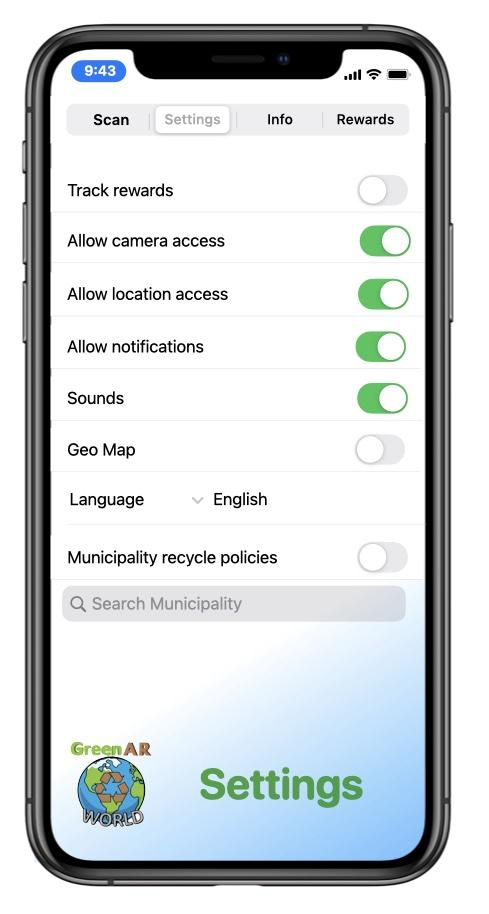 9:43
Scan Settings Info Rewards
Track rewards
Allow camera access
Allow location access
Allow notifications
Sounds
Geo Map
Language English
Municipality recycle policies
Search Municipality
Green AR
WORLD
Settings